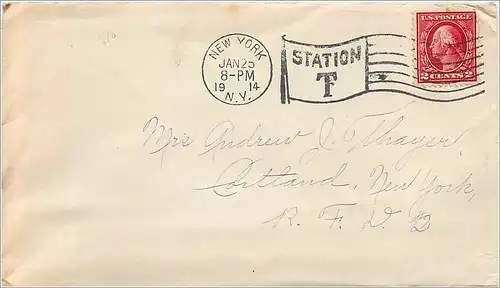 NEW YORK
JAN 25
8-PM
19 14
N.Y.
STATION
T
U.S. POSTAGE
2 CENTS 2
Mrs Andrew J. Thayer
Cortland, New York,
R. F. D. 2